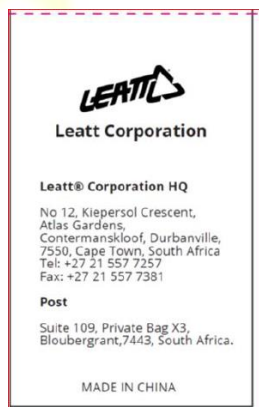 LEATT
Leatt Corporation
Leatt® Corporation HQ
No 12, Kiepersol Crescent,
Atlas Gardens,
Contermanskloof, Durbanville,
7550, Cape Town, South Africa
Tel: +27 21 557 7257
Fax: +27 21 557 7381
Post
Suite 109, Private Bag X3,
Bloubergrant,7443, South Africa.
MADE IN CHINA